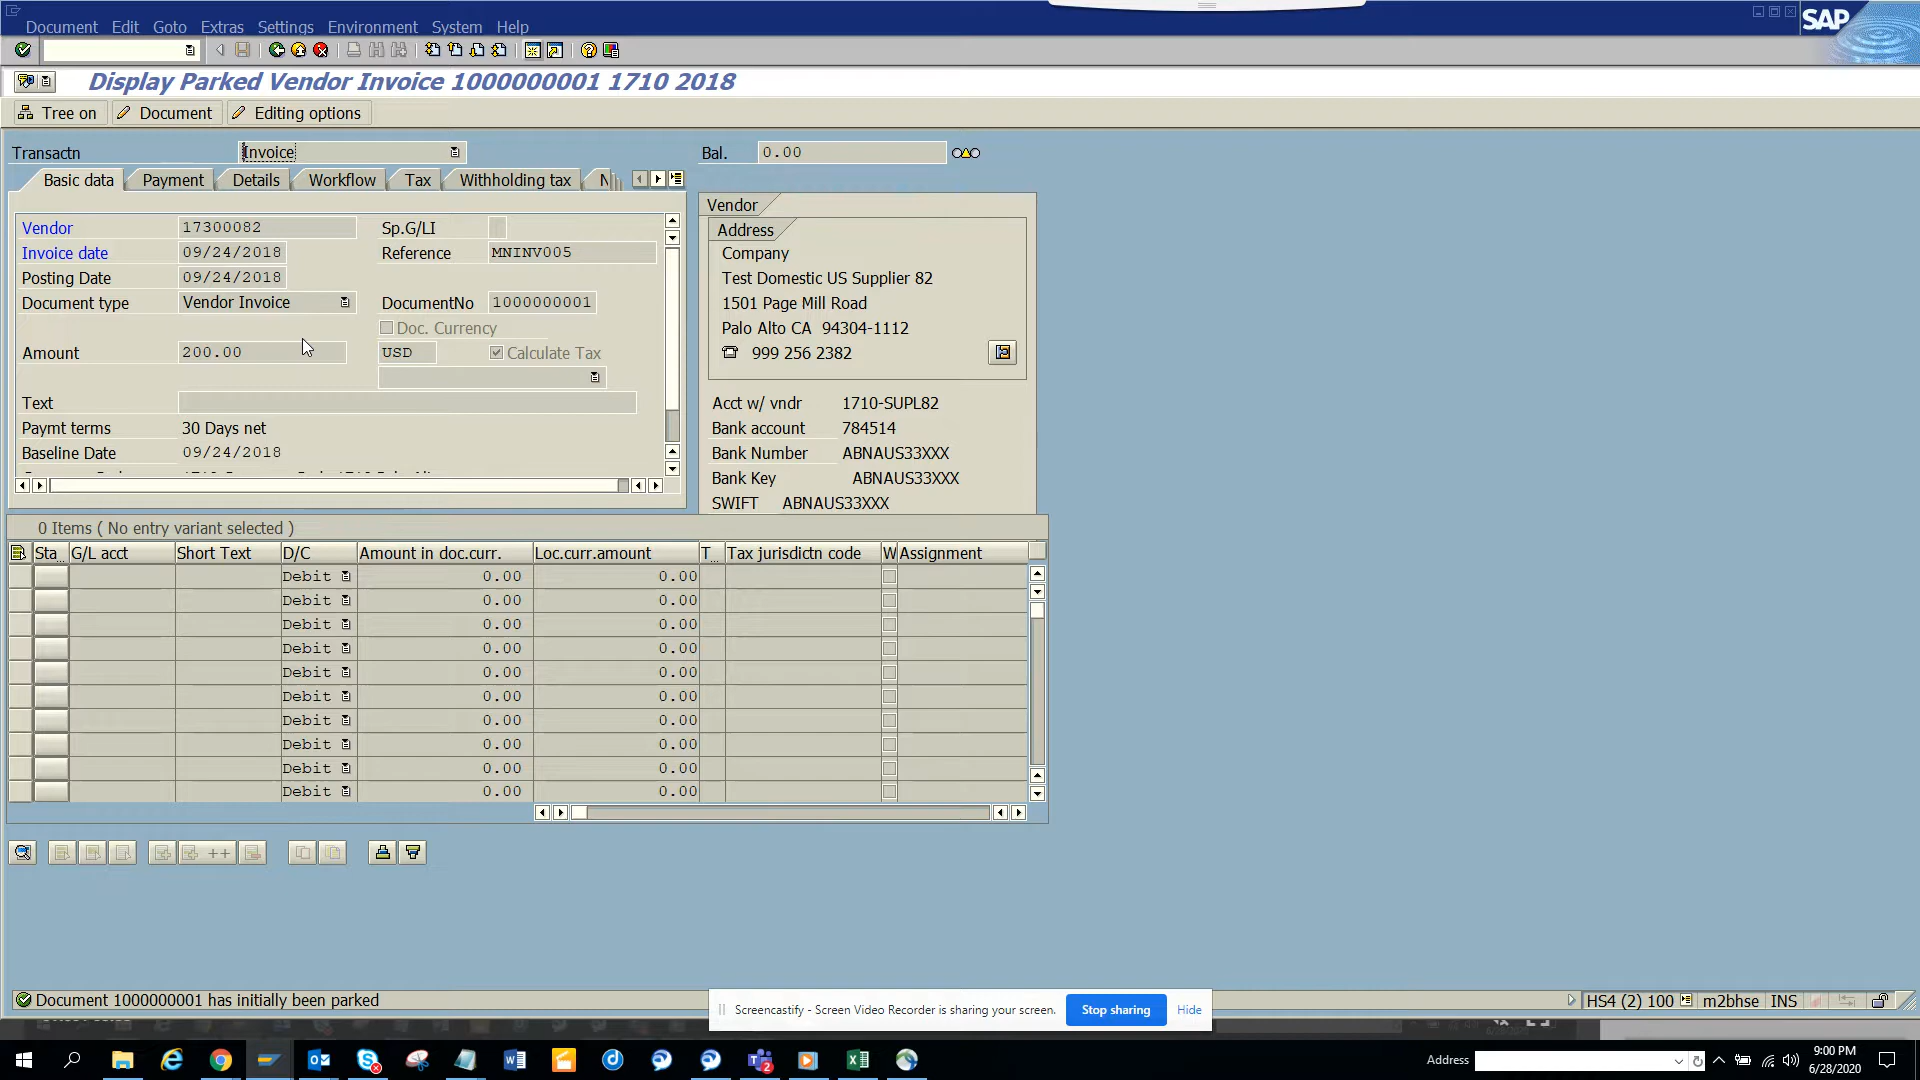 Document Edit Goto Extras Settings Environment System Help
SAP
Display Parked Vendor Invoice 1000000001 1710 2018
Tree on Document Editing options
Transactn Invoice Bal. 0.00
Basic data Payment Details Workflow Tax Withholding tax N
Vendor 17300082 Sp.G/LI
Invoice date 09/24/2018 Reference MNINV005
Posting Date 09/24/2018
Document type Vendor Invoice DocumentNo 1000000001
Doc. Currency
Amount 200.00 USD Calculate Tax
Text
Paymt terms 30 Days net
Baseline Date 09/24/2018
Vendor
Address
Company
Test Domestic US Supplier 82
1501 Page Mill Road
Palo Alto CA 94304-1112
999 256 2382
Acct w/ vndr 1710-SUPL82
Bank account 784514
Bank Number ABNAUS33XXX
Bank Key ABNAUS33XXX
SWIFT ABNAUS33XXX
0 Items ( No entry variant selected )
Sta... G/L acct Short Text D/C Amount in doc.curr. Loc.curr.amount T... Tax jurisdictn code W Assignment
Debit 0.00 0.00
Debit 0.00 0.00
Debit 0.00 0.00
Debit 0.00 0.00
Debit 0.00 0.00
Debit 0.00 0.00
Debit 0.00 0.00
Debit 0.00 0.00
Debit 0.00 0.00
Debit 0.00 0.00
++
Document 1000000001 has initially been parked
HS4 (2) 100 m2bhse INS
Screencastify - Screen Video Recorder is sharing your screen. Stop sharing Hide
Address
9:00 PM
6/28/2020